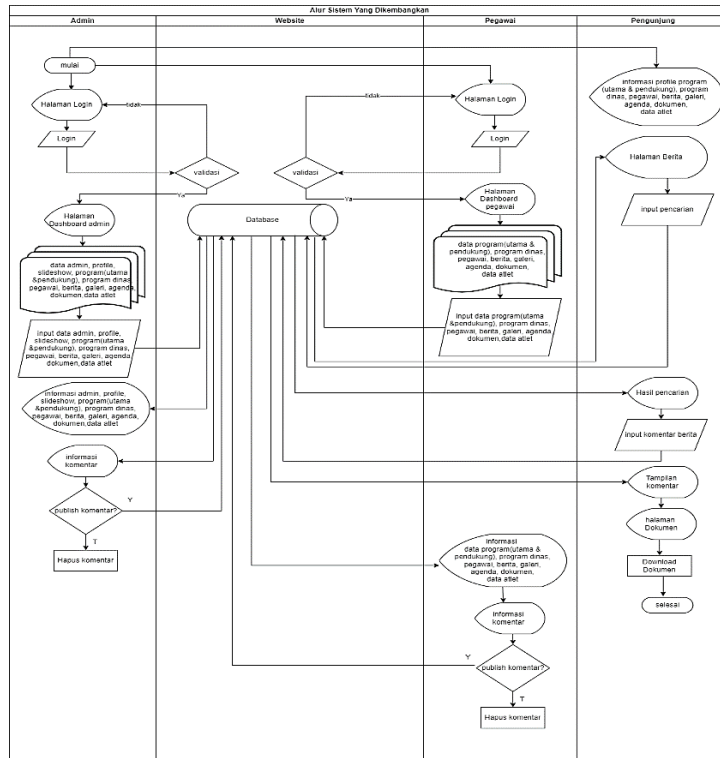 Alur Sistem Yang Dikembangkan
Admin
Website
Pegawai
Pengunjung
mulai
Halaman Login
tidak
Login
validasi
Ya
Halaman
Dashboard admin
data admin, profile,
slideshow, program(utama
&pendukung), program dinas,
pegawai, berita, galeri, agenda,
dokumen,data atlet
input data admin, profile,
slideshow, program(utama
&pendukung), program dinas,
pegawai, berita, galeri, agenda,
dokumen,data atlet
informasi admin, profile,
slideshow, program(utama
&pendukung), program dinas,
pegawai, berita, galeri, agenda,
dokumen,data atlet
informasi
komentar
publish komentar?
Y
T
Hapus komentar
validasi
tidak
Ya
Database
Halaman Login
Login
Halaman
Dashboard
pegawai
data program(utama &
pendukung), program dinas,
pegawai, berita, galeri,
agenda, dokumen,
data atlet
Input data program(utama
&pendukung), program dinas,
pegawai, berita, galeri, agenda
dokumen,data atlet
Informasi
data program(utama &
pendukung), program dinas,
pegawai, berita, galeri,
agenda, dokumen,
data atlet
informasi
komentar
publish komentar?
Y
T
Hapus komentar
informasi profile program
(utama & pendukung), program
dinas, pegawai, berita, galeri,
agenda, dokumen,
data atlet
Halaman Berita
input pencarian
Hasil pencarian
input komentar berita
Tampilan
komentar
halaman
Dokumen
Download
Dokumen
selesai